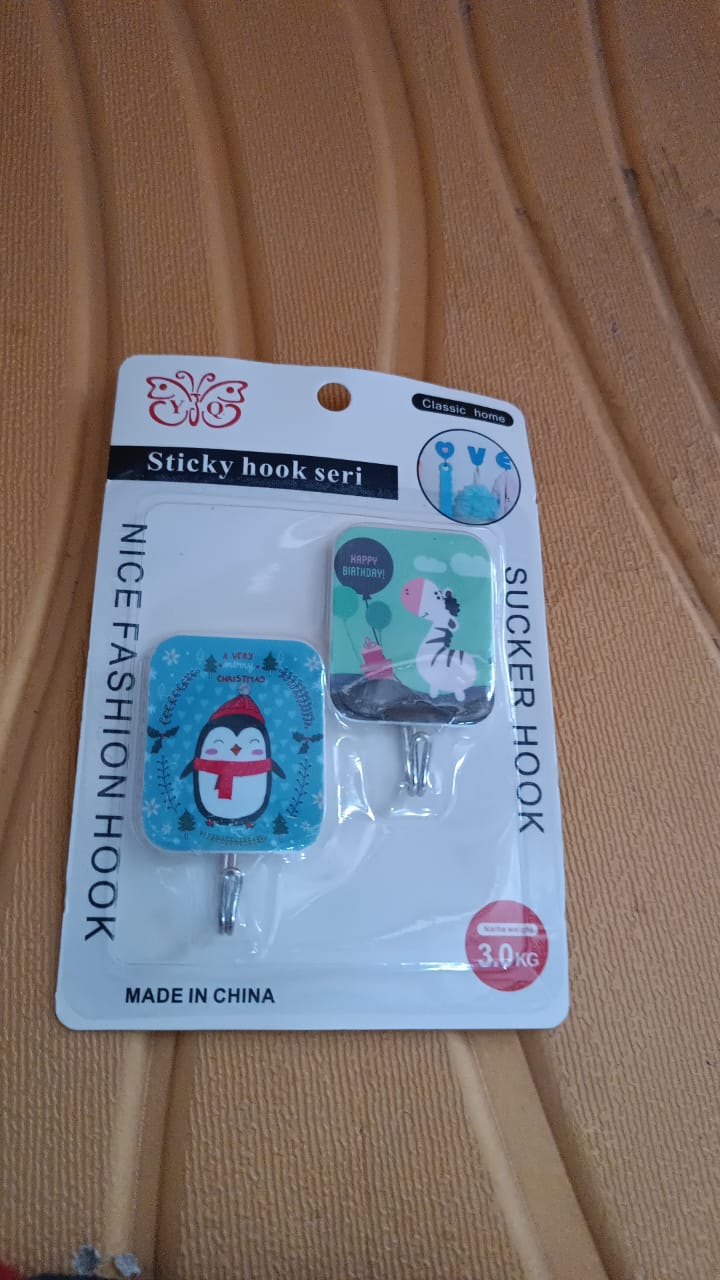 YJQ
Classic home
Sticky hook seri
NICE FASHION HOOK
SUCKER HOOK
HAPPY
BIRTHDAY!
A VERY
merry
CHRISTMAS
3.0KG
MADE IN CHINA